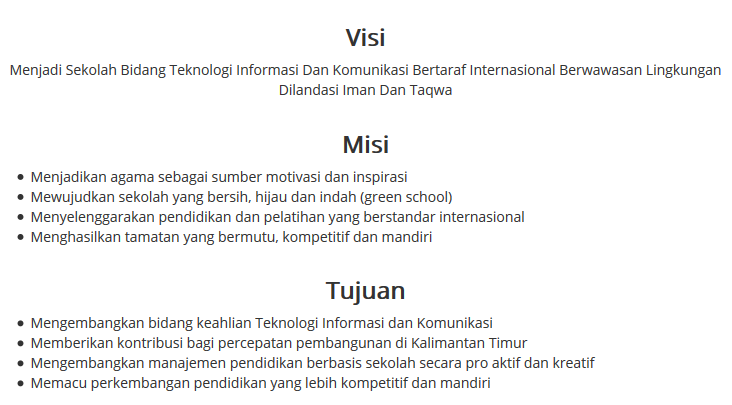 Visi
Menjadi Sekolah Bidang Teknologi Informasi Dan Komunikasi Bertaraf Internasional Berwawasan Lingkungan
Dilandasi Iman Dan Taqwa
Misi
• Menjadikan agama sebagai sumber motivasi dan inspirasi
• Mewujudkan sekolah yang bersih, hijau dan indah (green school)
• Menyelenggarakan pendidikan dan pelatihan yang berstandar internasional
• Menghasilkan tamatan yang bermutu, kompetitif dan mandiri
Tujuan
• Mengembangkan bidang keahlian Teknologi Informasi dan Komunikasi
• Memberikan kontribusi bagi percepatan pembangunan di Kalimantan Timur
• Mengembangkan manajemen pendidikan berbasis sekolah secara pro aktif dan kreatif
• Memacu perkembangan pendidikan yang lebih kompetitif dan mandiri